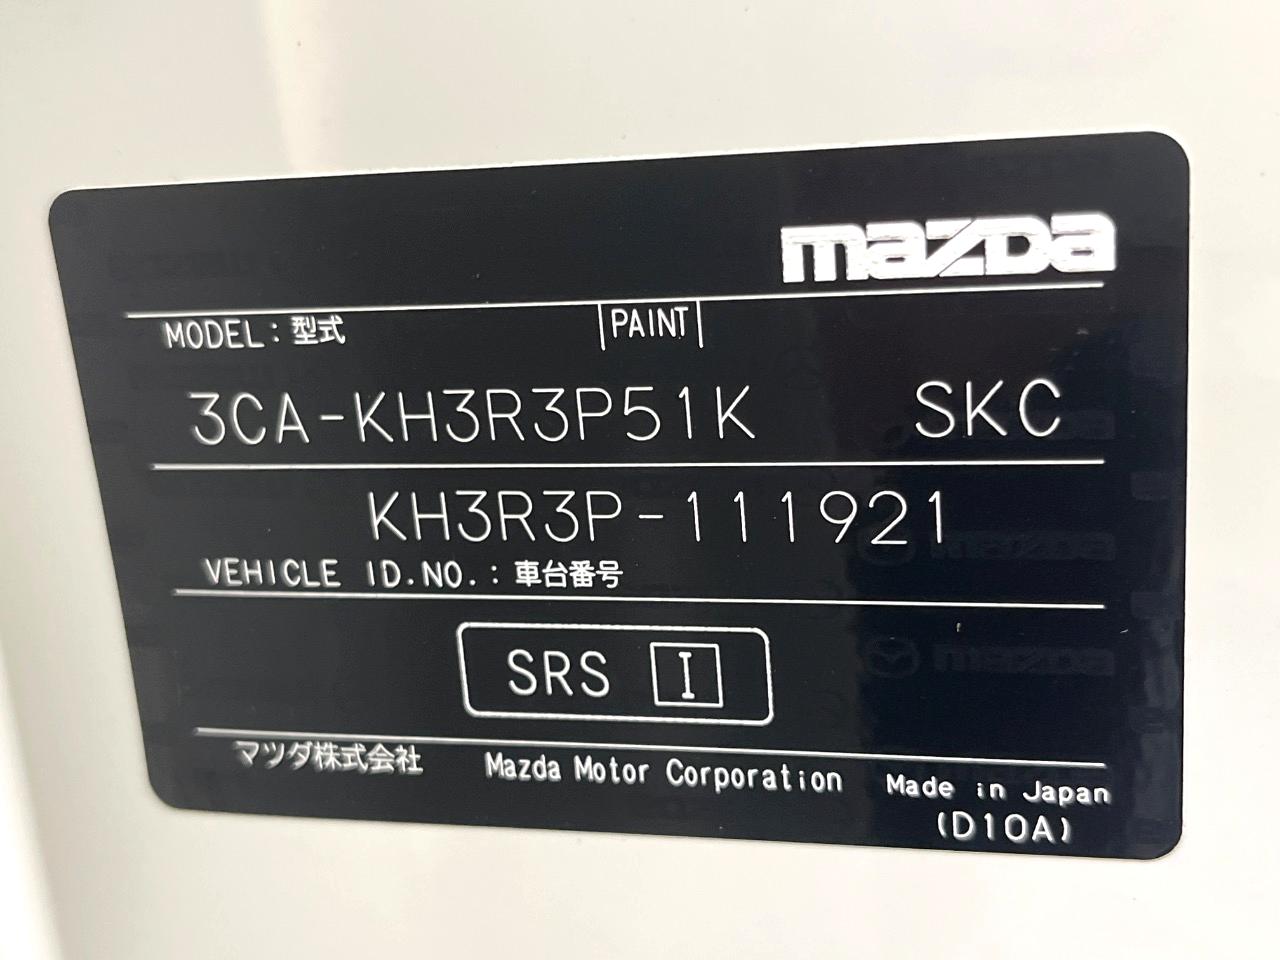 mazda
MODEL:型式 PAINT
3CA-KH3R3P51K SKC
KH3R3P-111921
VEHICLE ID.NO.:車台番号
SRS I
マツダ株式会社 Mazda Motor Corporation Made in Japan
(D10A)